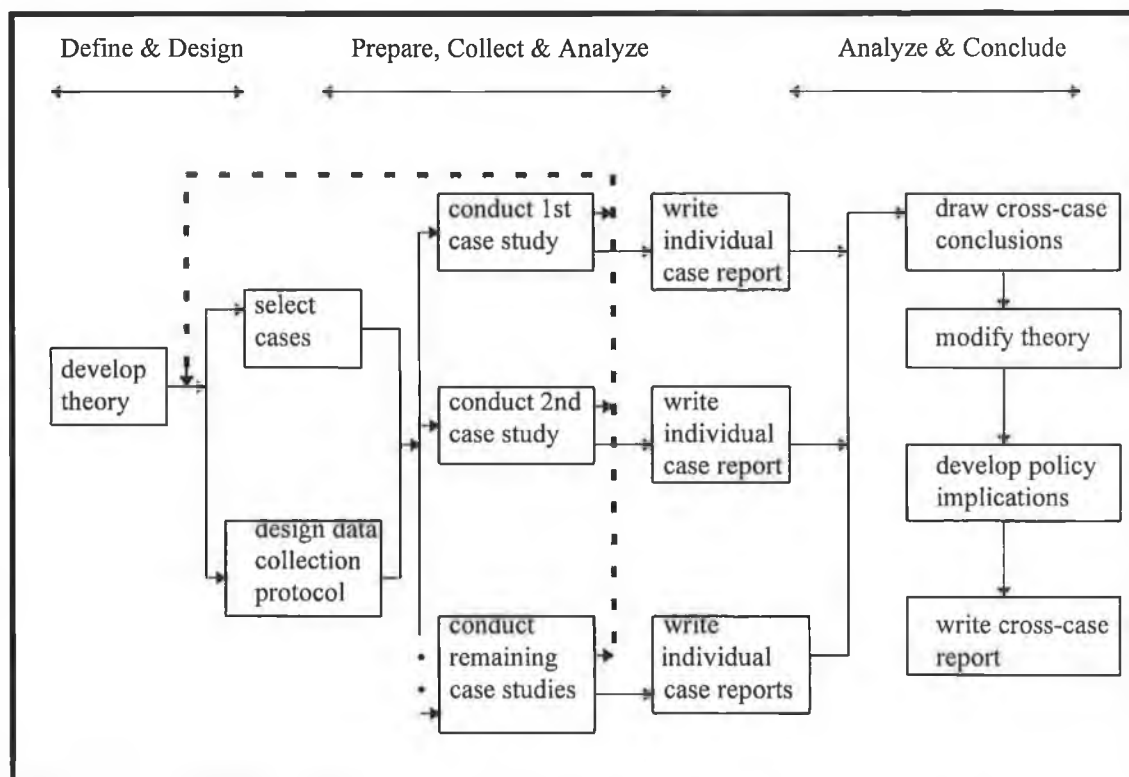 Define & Design
Prepare, Collect & Analyze
Analyze & Conclude
develop
theory
select
cases
design data
collection
protocol
conduct 1st
case study
write
individual
case report
conduct 2nd
case study
write
individual
case report
conduct
remaining
case studies
write
individual
case reports
draw cross-case
conclusions
modify theory
develop policy
implications
write cross-case
report